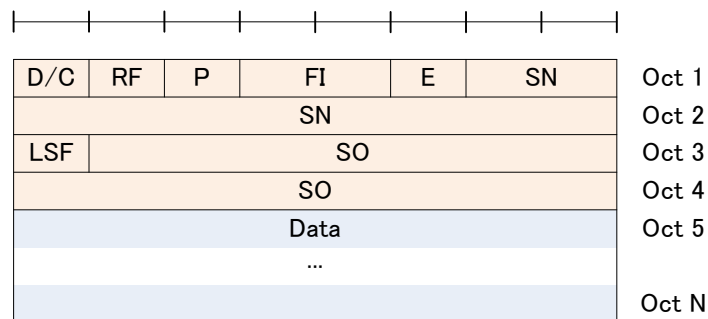 D/C RF P FI E SN Oct 1
SN Oct 2
LSF SO Oct 3
SO Oct 4
Data Oct 5
...
Oct N